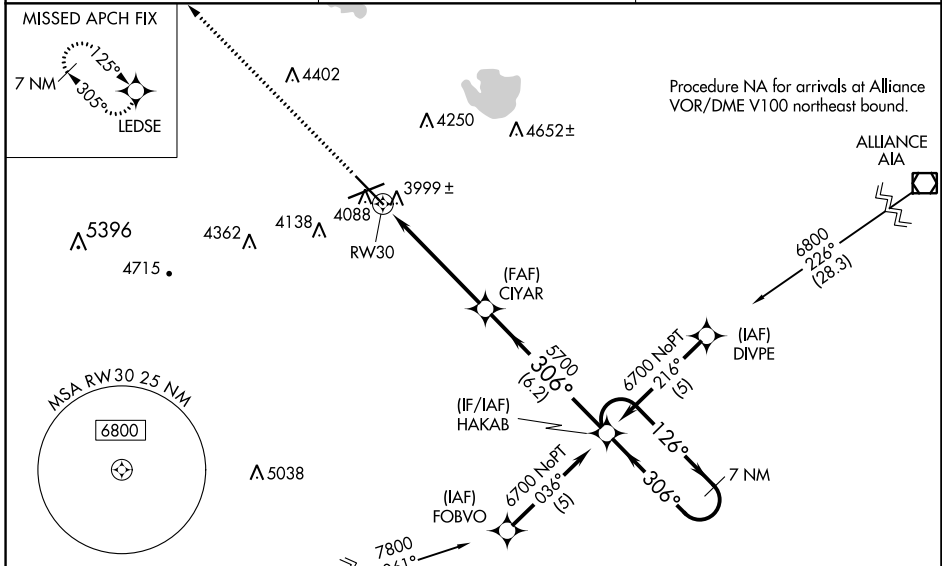 MISSED APCH FIX
125°
7 NM
305°
LEDSE
4402
4250
4652±
Procedure NA for arrivals at Alliance
VOR/DME V100 northeast bound.
ALLIANCE
AIA
3999±
4088
4138
4362
5396
4715
RW30
6800
226°
(28.3)
(FAF)
CIYAR
(IAF)
DIVPE
5700
306°
(6.2)
6700 NoPT
216°
(5)
(IF/IAF)
HAKAB
126°
306°
7 NM
MSA RW30 25 NM
6800
5038
(IAF)
FOBVO
6700 NoPT
036°
(5)
7800